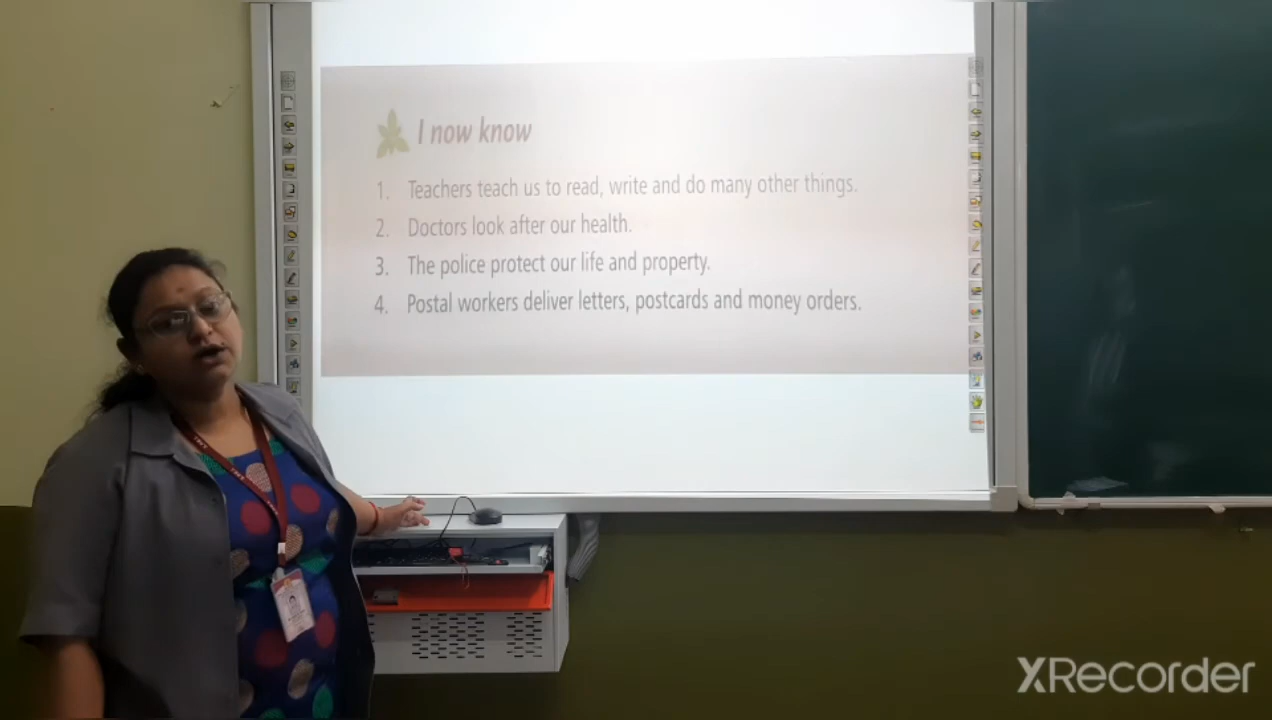 I now know
1. Teachers teach us to read, write and do many other things.
2. Doctors look after our health.
3. The police protect our life and property.
4. Postal workers deliver letters, postcards and money orders.
XRecorder